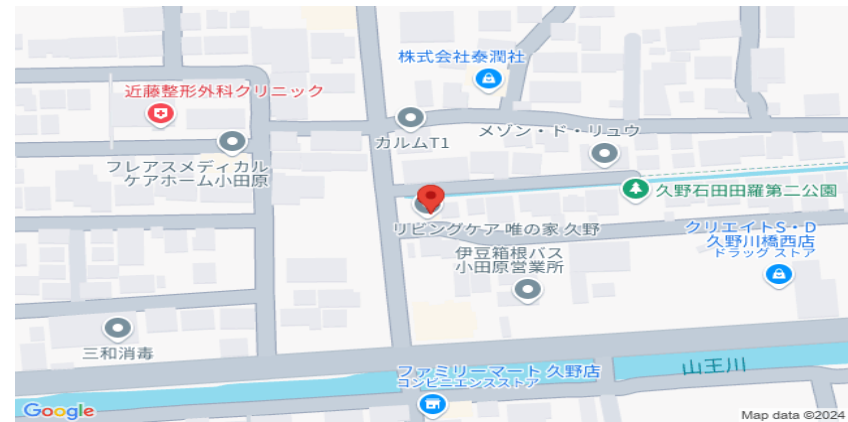 株式会社泰潤社
近藤整形外科クリニック
カルムT1
メゾン・ド・リュウ
フレアスメディカル
ケアホーム小田原
久野石田田羅第二公園
リビングケア 唯の家 久野
クリエイトS・D
久野川橋西店
ドラッグ ストア
伊豆箱根バス
小田原営業所
三和消毒
山王川
ファミリーマート 久野店
コンビニエンスストア
Google
Map data ©2024